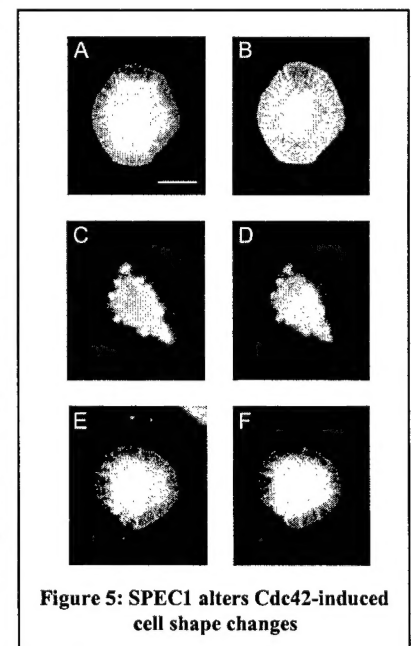 A B
C D
E F
Figure 5: SPEC1 alters Cdc42-induced
cell shape changes